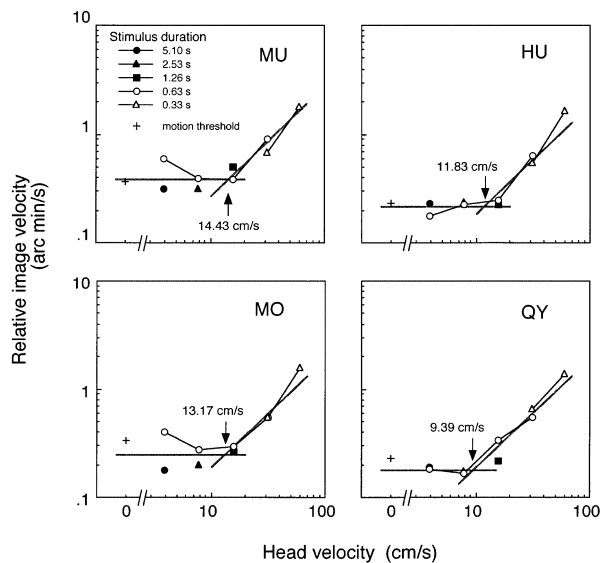 Relative image velocity
(arc min/s)
10
1
.1
Stimulus duration
5.10 s
2.53 s
1.26 s
0.63 s
0.33 s
+ motion threshold
MU
14.43 cm/s
HU
11.83 cm/s
10
1
.1
MO
13.17 cm/s
QY
9.39 cm/s
0 10 100
0 10 100
Head velocity (cm/s)